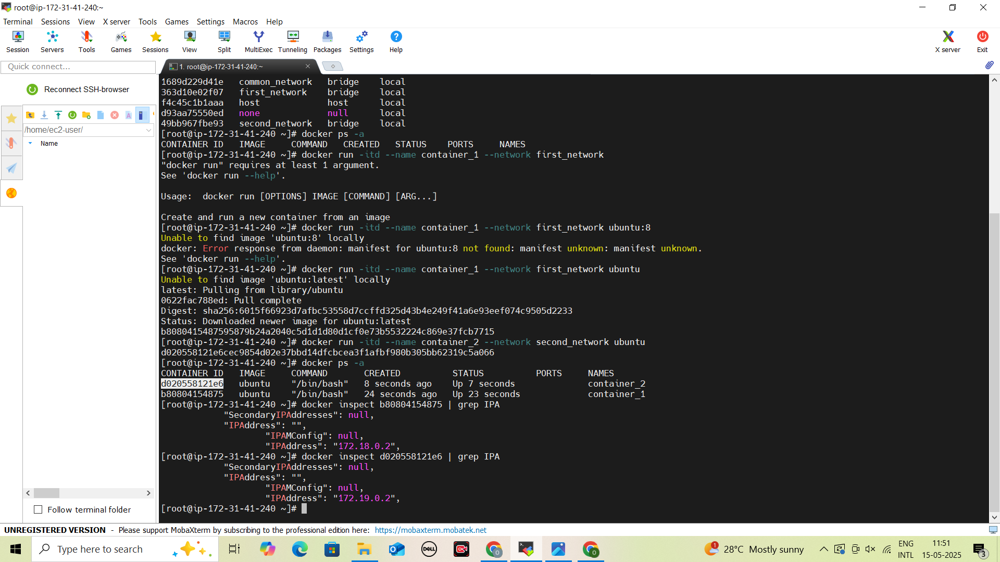 root@ip-172-31-41-240:~
Terminal Sessions View X server Tools Games Settings Macros Help
Session Servers Tools Games Sessions View Split MultiExec Tunneling Packages Settings Help X server Exit
Quick connect...
1. root@ip-172-31-41-240:~
Reconnect SSH-browser
/home/ec2-user/
Name
1689d229d41e common_network bridge local
363d10e02f07 first_network bridge local
f4c45c1b1aaa host host local
d93aa75550ed none null local
49bb967fbe93 second_network bridge local
[root@ip-172-31-41-240 ~]# docker ps -a
CONTAINER ID IMAGE COMMAND CREATED STATUS PORTS NAMES
[root@ip-172-31-41-240 ~]# docker run -itd --name container_1 --network first_network
"docker run" requires at least 1 argument.
See 'docker run --help'.
Usage: docker run [OPTIONS] IMAGE [COMMAND] [ARG...]
Create and run a new container from an image
[root@ip-172-31-41-240 ~]# docker run -itd --name container_1 --network first_network ubuntu:8
Unable to find image 'ubuntu:8' locally
docker: Error response from daemon: manifest for ubuntu:8 not found: manifest unknown: manifest unknown.
See 'docker run --help'.
[root@ip-172-31-41-240 ~]# docker run -itd --name container_1 --network first_network ubuntu
Unable to find image 'ubuntu:latest' locally
latest: Pulling from library/ubuntu
0622fac788ed: Pull complete
Digest: sha256:6015f66923d7afbc53558d7ccffd325d43b4e249f41a6e93eef074c9505d2233
Status: Downloaded newer image for ubuntu:latest
b8080415487595879b24a2040c5d1d1d80d1cf0e73b5532224c869e37fcb7715
[root@ip-172-31-41-240 ~]# docker run -itd --name container_2 --network second_network ubuntu
d020558121e6cec9854d02e37bbd14dfcbcea3f1afbf980b305bb62319c5a066
[root@ip-172-31-41-240 ~]# docker ps -a
CONTAINER ID IMAGE COMMAND CREATED STATUS PORTS NAMES
d020558121e6 ubuntu "/bin/bash" 8 seconds ago Up 7 seconds container_2
b80804154875 ubuntu "/bin/bash" 24 seconds ago Up 23 seconds container_1
[root@ip-172-31-41-240 ~]# docker inspect b80804154875 | grep IPA
"SecondaryIPAddresses": null,
"IPAddress": "",
"IPAMConfig": null,
"IPAddress": "172.18.0.2",
[root@ip-172-31-41-240 ~]# docker inspect d020558121e6 | grep IPA
"SecondaryIPAddresses": null,
"IPAddress": "",
"IPAMConfig": null,
"IPAddress": "172.19.0.2",
[root@ip-172-31-41-240 ~]#
Follow terminal folder
UNREGISTERED VERSION - Please support MobaXterm by subscribing to the professional edition here: https://mobaxterm.mobatek.net
Type here to search
DELL
1
28°C Mostly sunny
ENG
INTL
11:51
15-05-2025
3